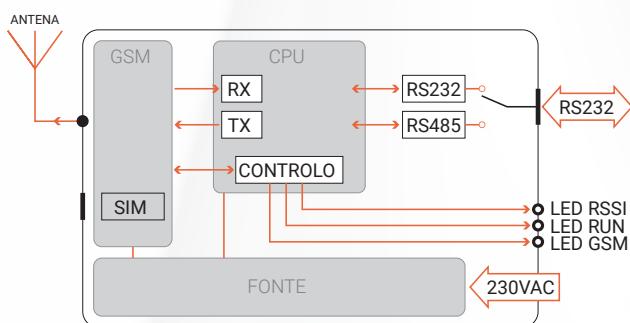 ANTENA
GSM
CPU
RX
RS232
RS232
TX
RS485
CONTROLO
SIM
LED RSSI
LED RUN
LED GSM
FONTE
230VAC